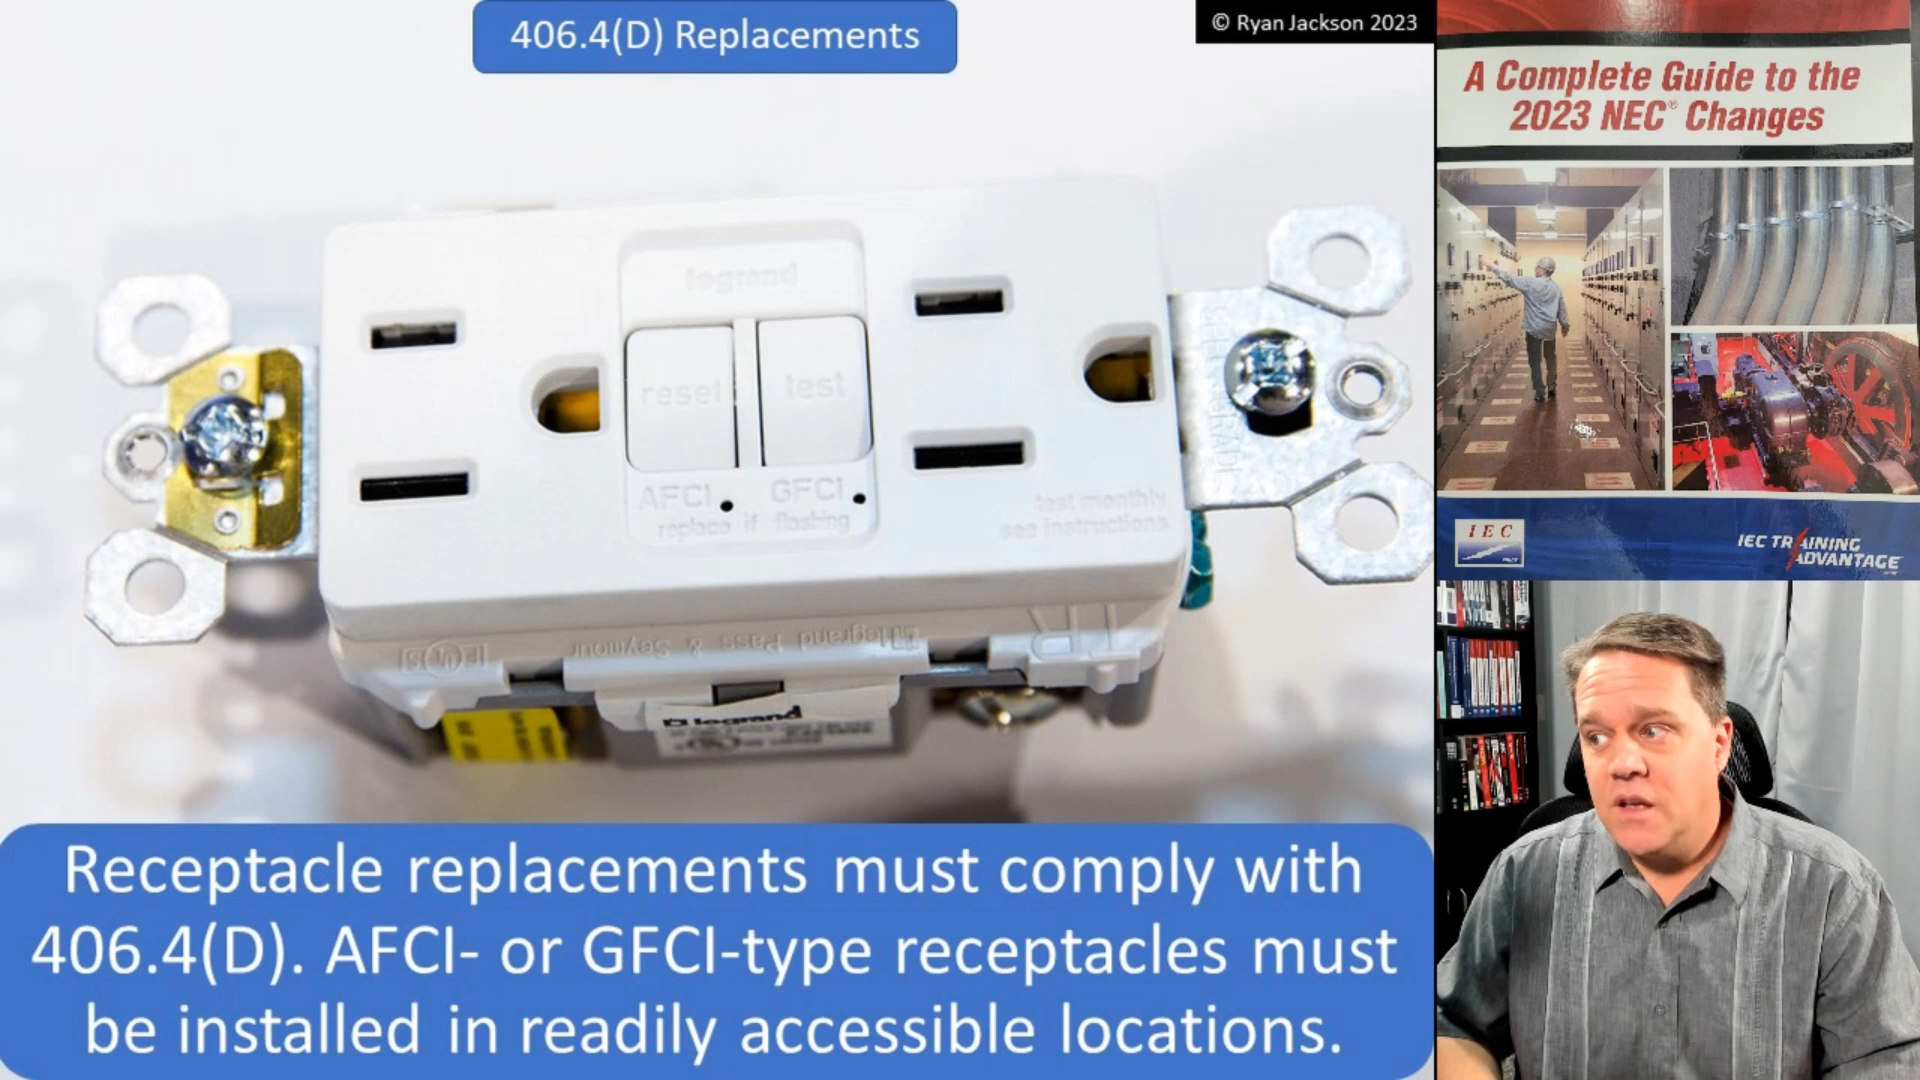 406.4(D) Replacements
© Ryan Jackson 2023
A Complete Guide to the
2023 NEC® Changes
legrand
reset
test
AFCI
GFCI
replace if flashing
test monthly
see instructions
legrand Pass & Seymour
TR
legrand
IEC
IEC TRAINING
ADVANTAGE
Receptacle replacements must comply with
406.4(D). AFCI- or GFCI-type receptacles must
be installed in readily accessible locations.